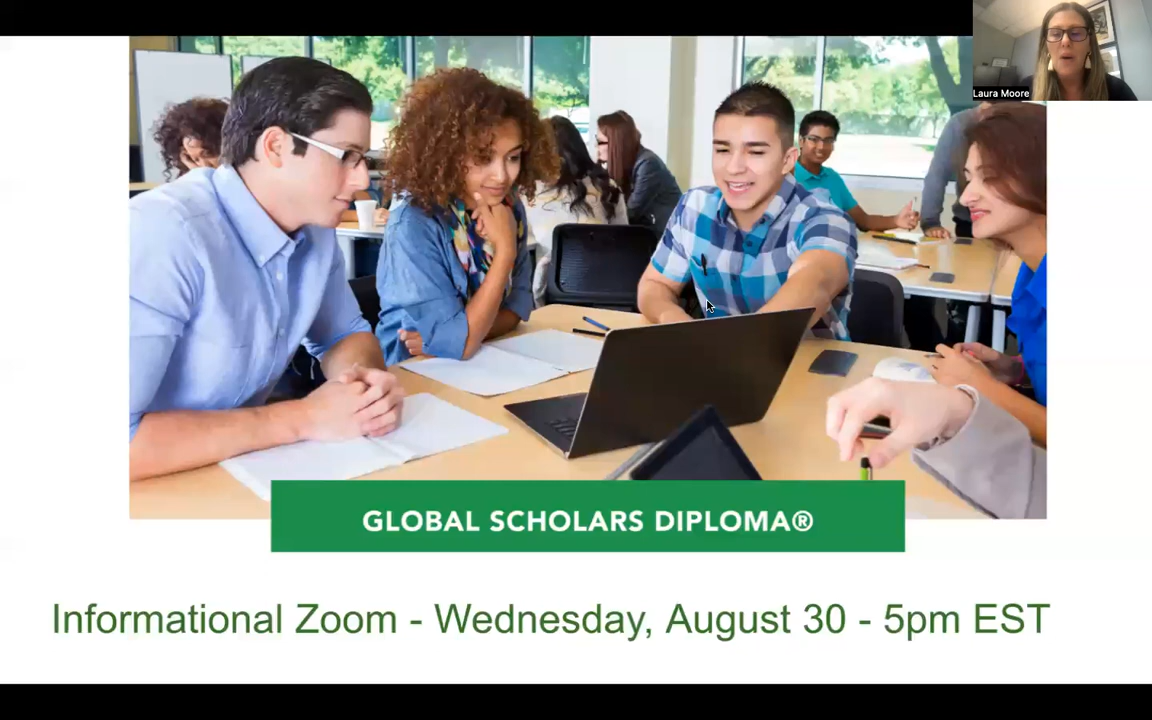 Laura Moore
GLOBAL SCHOLARS DIPLOMA®
Informational Zoom - Wednesday, August 30 - 5pm EST